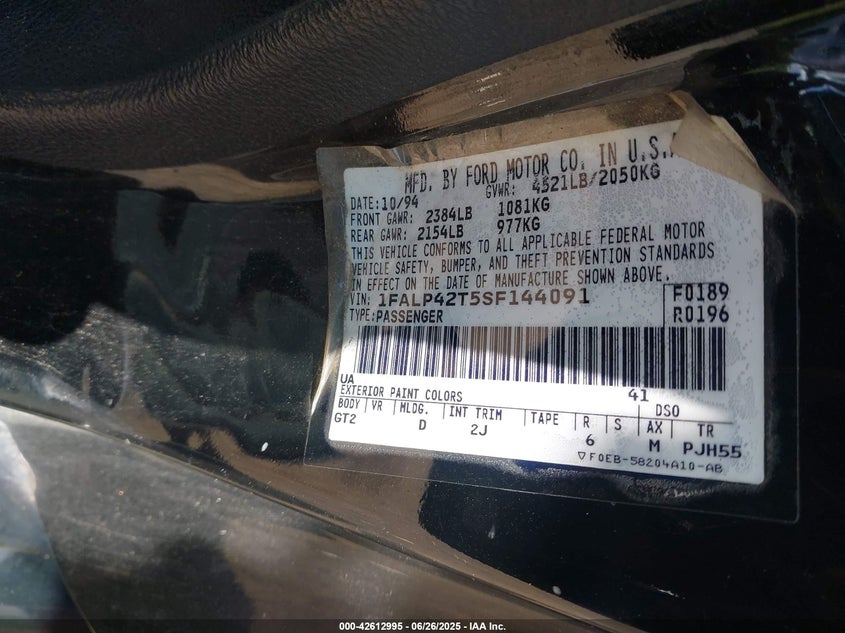 MFD. BY FORD MOTOR CO. IN U.S.A
DATE: 10/94 GVWR: 4521LB/2050KG
FRONT GAWR: 2384LB 1081KG
REAR GAWR: 2154LB 977KG
THIS VEHICLE CONFORMS TO ALL APPLICABLE FEDERAL MOTOR
VEHICLE SAFETY, BUMPER, AND THEFT PREVENTION STANDARDS
IN EFFECT ON THE DATE OF MANUFACTURE SHOWN ABOVE.
VIN: 1FALP42T5SF144091 F0189
TYPE: PASSENGER R0196
UA 41
EXTERIOR PAINT COLORS DSO
BODY VR MLDG. INT TRIM TAPE R S AX TR
GT2 D 2J 6 M PJH55
▽F0EB-58204A10-AB
000-42612995 | 06/26/2025 - IAA Inc.